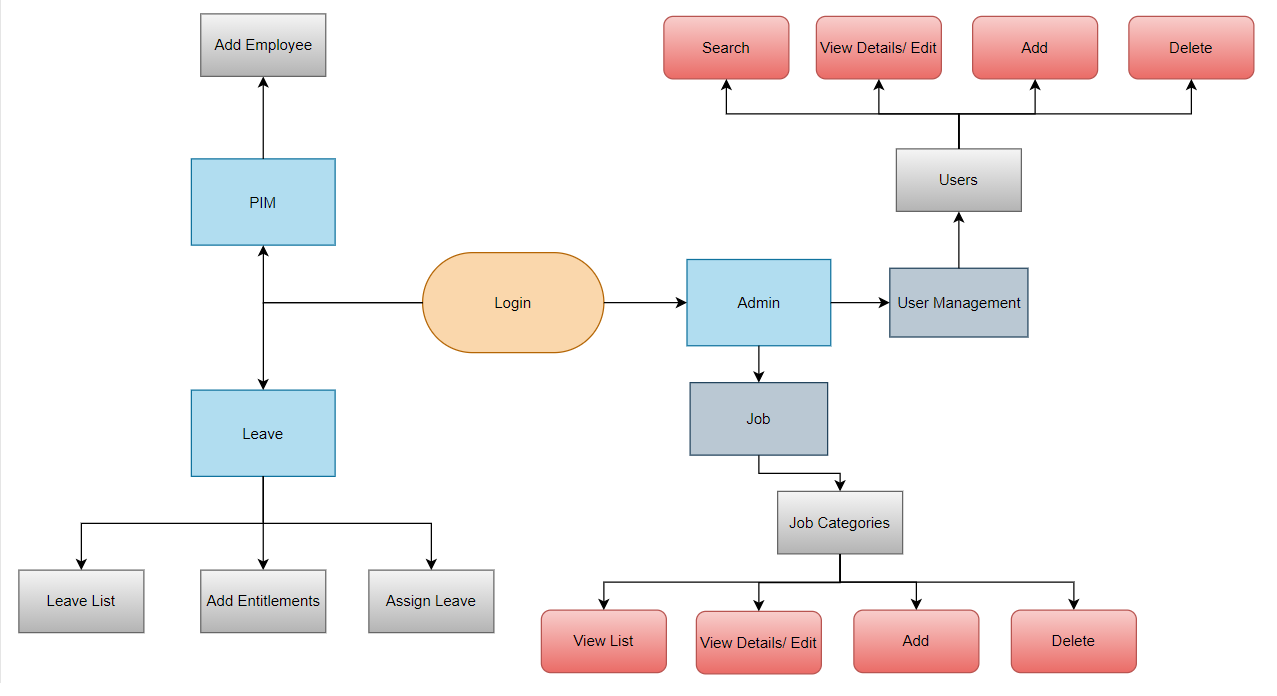 Add Employee
Search
View Details/ Edit
Add
Delete
PIM
Users
Login
Admin
User Management
Leave
Job
Job Categories
Leave List
Add Entitlements
Assign Leave
View List
View Details/ Edit
Add
Delete